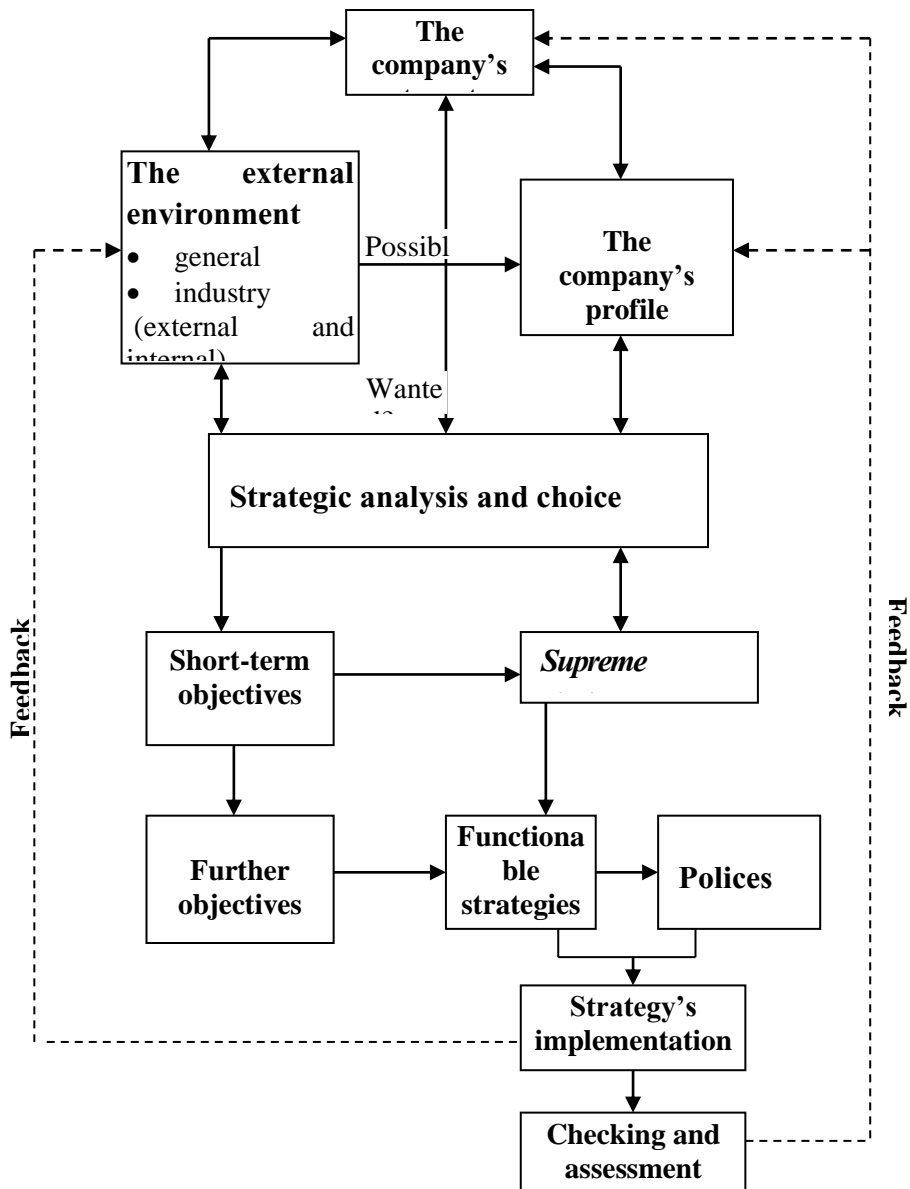 The
company's
The external
environment
• general
• industry
(external and
internal)
Possibl
The
company's
profile
Wante
Strategic analysis and choice
Feedback
Feedback
Short-term
objectives
Supreme
Further
objectives
Functiona
ble
strategies
Polices
Strategy's
implementation
Checking and
assessment